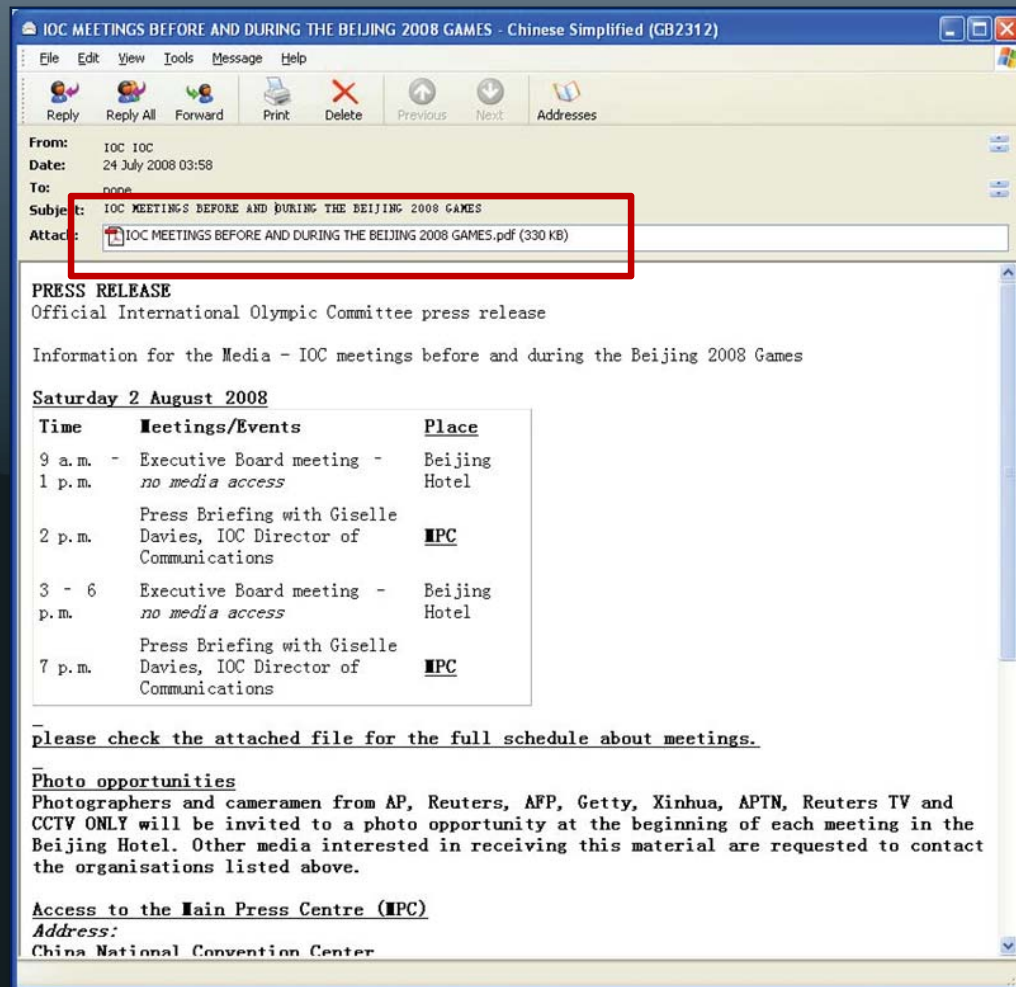 IOC MEETINGS BEFORE AND DURING THE BEIJING 2008 GAMES - Chinese Simplified (GB2312)
File Edit View Tools Message Help
Reply Reply All Forward Print Delete Previous Next Addresses
From: IOC IOC
Date: 24 July 2008 03:58
To: none
Subject: IOC MEETINGS BEFORE AND DURING THE BEIJING 2008 GAMES
Attach: IOC MEETINGS BEFORE AND DURING THE BEIJING 2008 GAMES.pdf (330 KB)
PRESS RELEASE
Official International Olympic Committee press release
Information for the Media - IOC meetings before and during the Beijing 2008 Games
Saturday 2 August 2008
Time Meetings/Events Place
9 a.m. - Executive Board meeting - Beijing
1 p.m. no media access Hotel
Press Briefing with Giselle
2 p.m. Davies, IOC Director of MPC
Communications
3 - 6 Executive Board meeting - Beijing
p.m. no media access Hotel
Press Briefing with Giselle
7 p.m. Davies, IOC Director of MPC
Communications
please check the attached file for the full schedule about meetings.
Photo opportunities
Photographers and cameramen from AP, Reuters, AFP, Getty, Xinhua, APTN, Reuters TV and
CCTV ONLY will be invited to a photo opportunity at the beginning of each meeting in the
Beijing Hotel. Other media interested in receiving this material are requested to contact
the organisations listed above.
Access to the Main Press Centre (MPC)
Address:
China National Convention Center